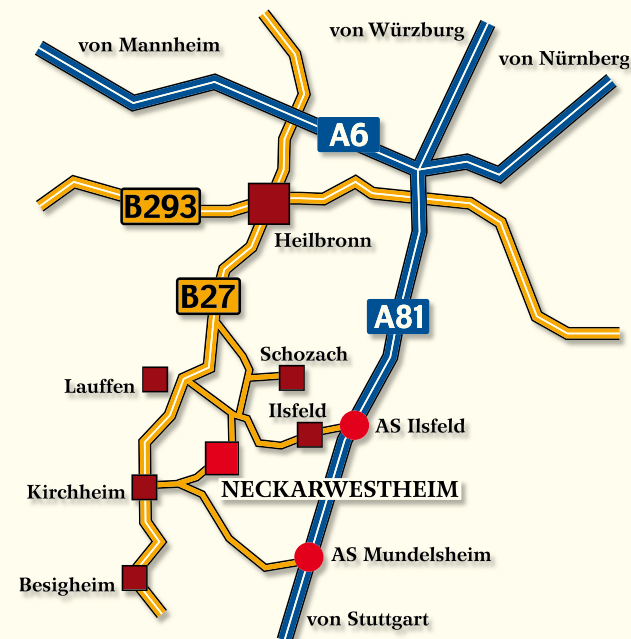 von Würzburg
von Mannheim
von Nürnberg
A6
B293
Heilbronn
B27
A81
Schozach
Lauffen
Ilsfeld
AS Ilsfeld
Kirchheim
NECKARWESTHEIM
AS Mundelsheim
Besigheim
von Stuttgart